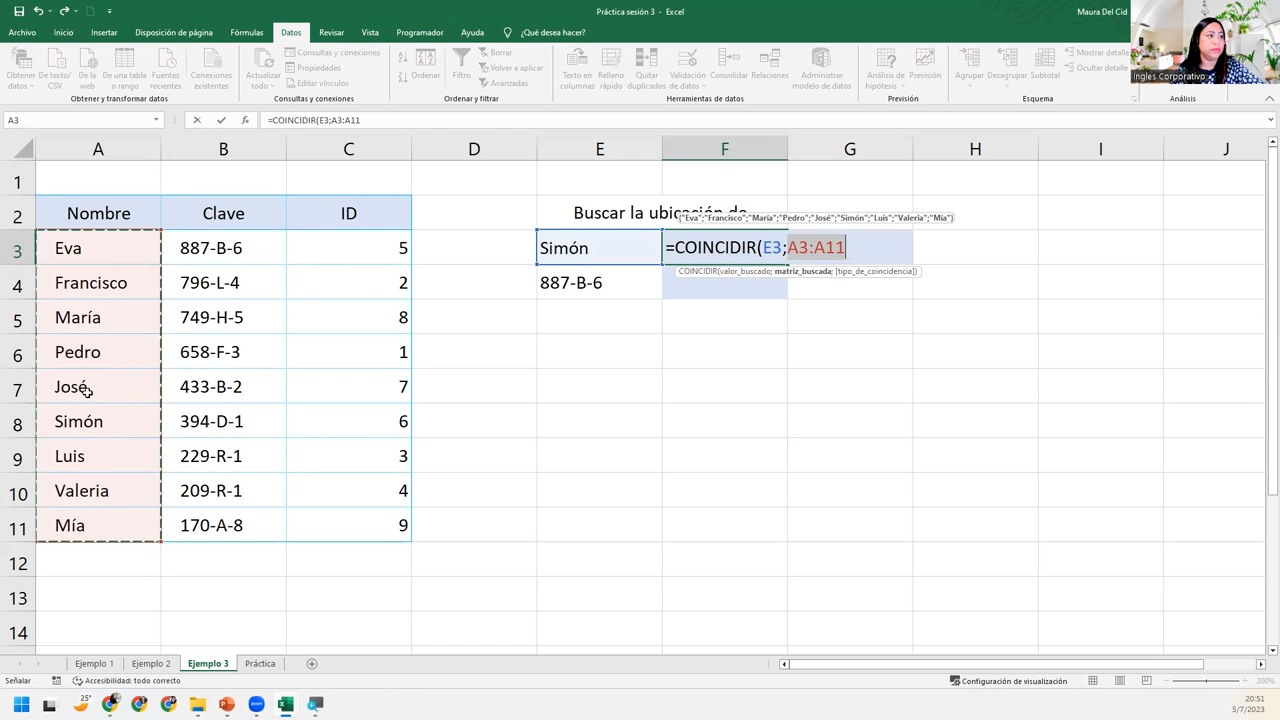 Práctica sesión 3 - Excel
Maura Del Cid
Archivo Inicio Insertar Disposición de página Fórmulas Datos Revisar Vista Programador Ayuda ¿Qué desea hacer?
Obtener datos De texto/CSV De la web De una tabla o rango Fuentes recientes Conexiones existentes
Actualizar todo Consultas y conexiones
Propiedades
Editar vínculos
Ordenar Filtro Borrar
Volver a aplicar
Avanzadas
Texto en columnas Relleno rápido Quitar duplicados Validación de datos Consolidar Relaciones Administrar modelo de datos
Análisis de hipótesis Previsión
Agrupar Desagrupar Subtotal
Mostrar detalle
Ocultar detalle
Ingles Corporativo
Obtener y transformar datos Consultas y conexiones Ordenar y filtrar Herramientas de datos Previsión Esquema Análisis
A3 fx =COINCIDIR(E3;A3:A11
A B C D E F G H I J
1
2 Nombre Clave ID Buscar la ubicación de
{"Eva";"Francisco";"María";"Pedro";"José";"Simón";"Luis";"Valeria";"Mía"}
3 Eva 887-B-6 5 Simón =COINCIDIR(E3;A3:A11
COINCIDIR(valor_buscado; matriz_buscada; [tipo_de_coincidencia])
4 Francisco 796-L-4 2 887-B-6
5 María 749-H-5 8
6 Pedro 658-F-3 1
7 José 433-B-2 7
8 Simón 394-D-1 6
9 Luis 229-R-1 3
10 Valeria 209-R-1 4
11 Mía 170-A-8 9
12
13
14
Ejemplo 1 Ejemplo 2 Ejemplo 3 Práctica
Señalar Accesibilidad: todo correcto Configuración de visualización 200%
25°
zoom
20:51
5/7/2023